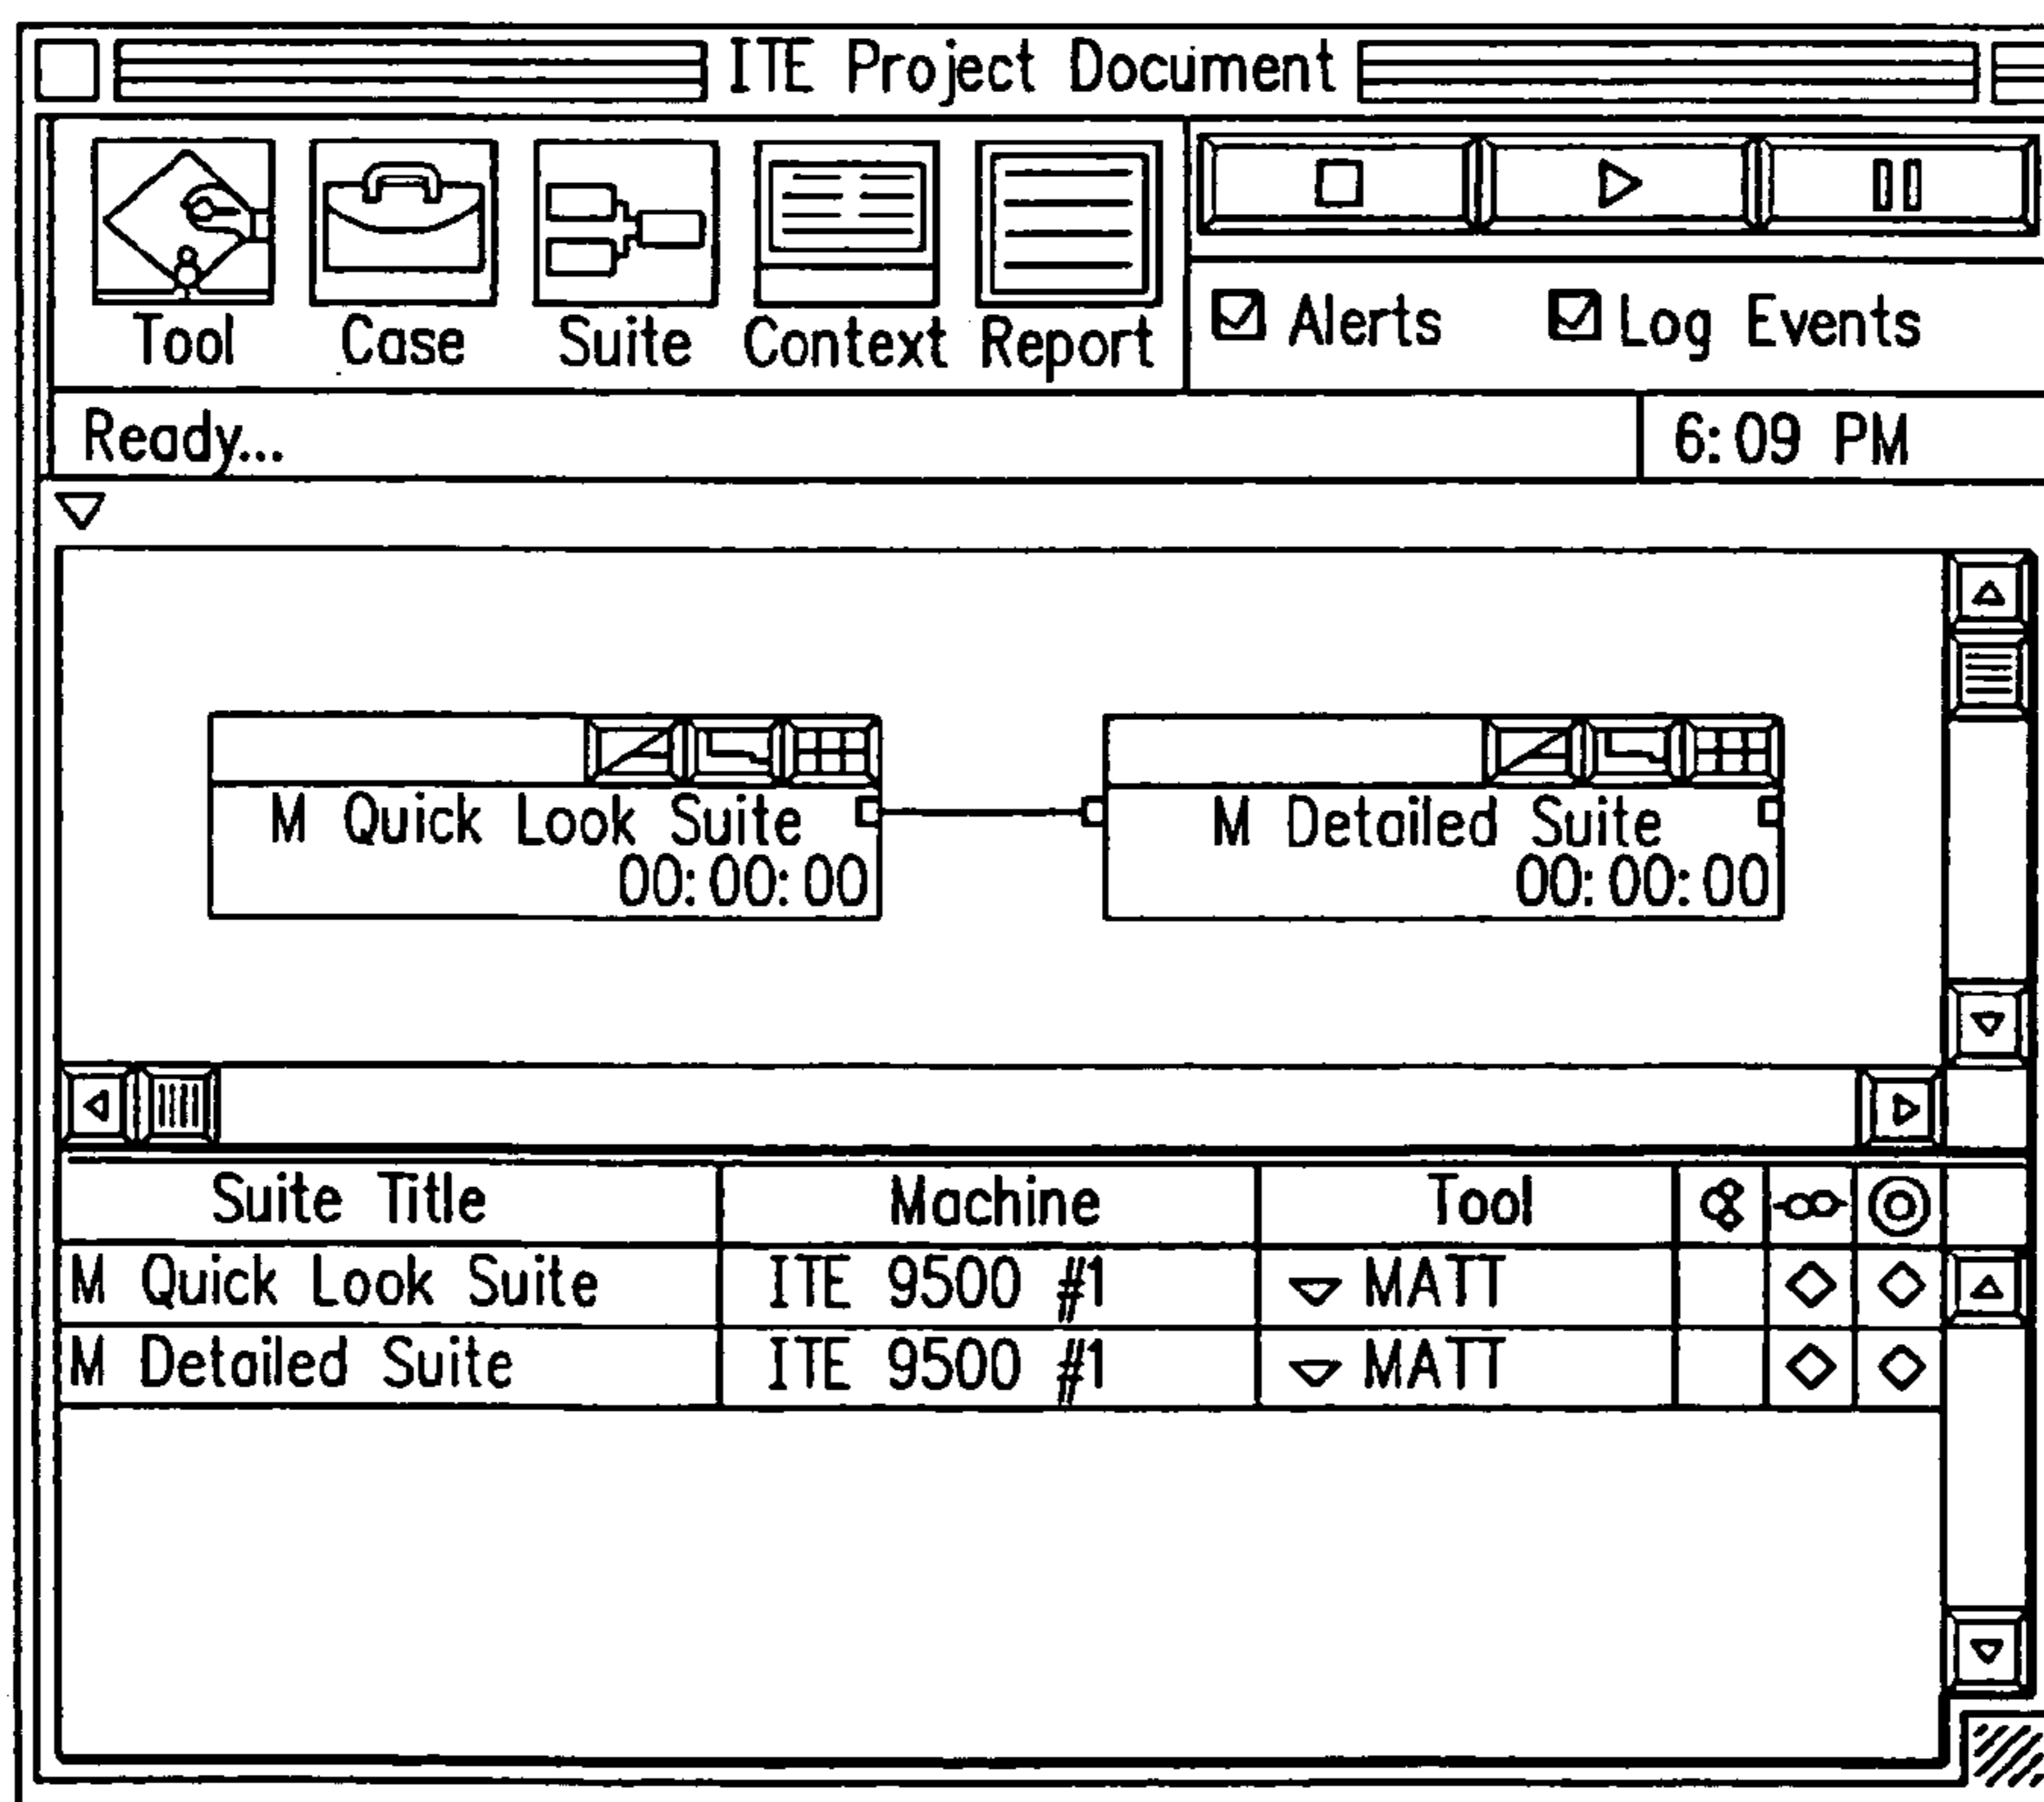 ITE Project Document
Tool Case Suite Context Report
Alerts Log Events
Ready... 6:09 PM
M Quick Look Suite M Detailed Suite
00:00:00 00:00:00
Suite Title Machine Tool
M Quick Look Suite ITE 9500 #1 MATT
M Detailed Suite ITE 9500 #1 MATT